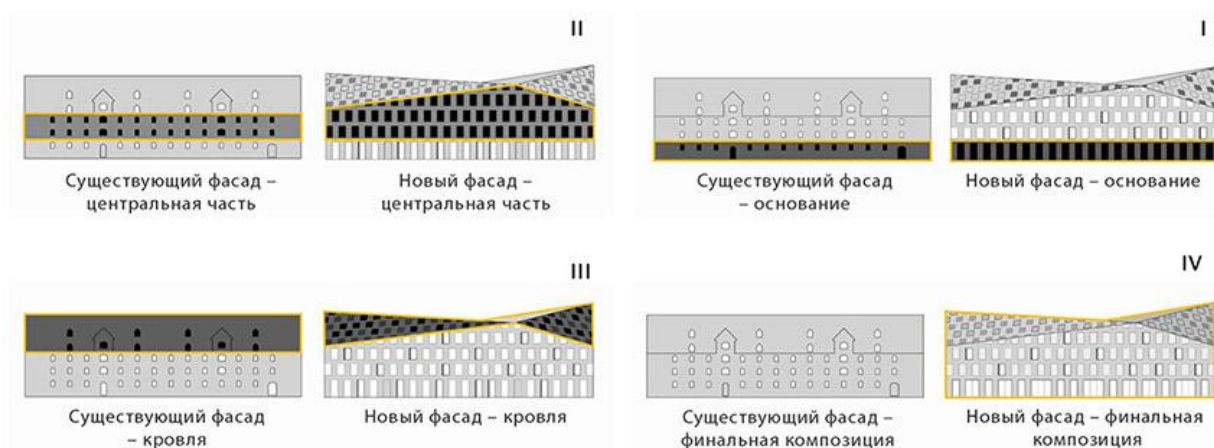 II
Существующий фасад –
центральная часть
Новый фасад –
центральная часть
I
Существующий фасад
– основание
Новый фасад – основание
III
Существующий фасад
– кровля
Новый фасад – кровля
IV
Существующий фасад –
финальная композиция
Новый фасад – финальная
композиция